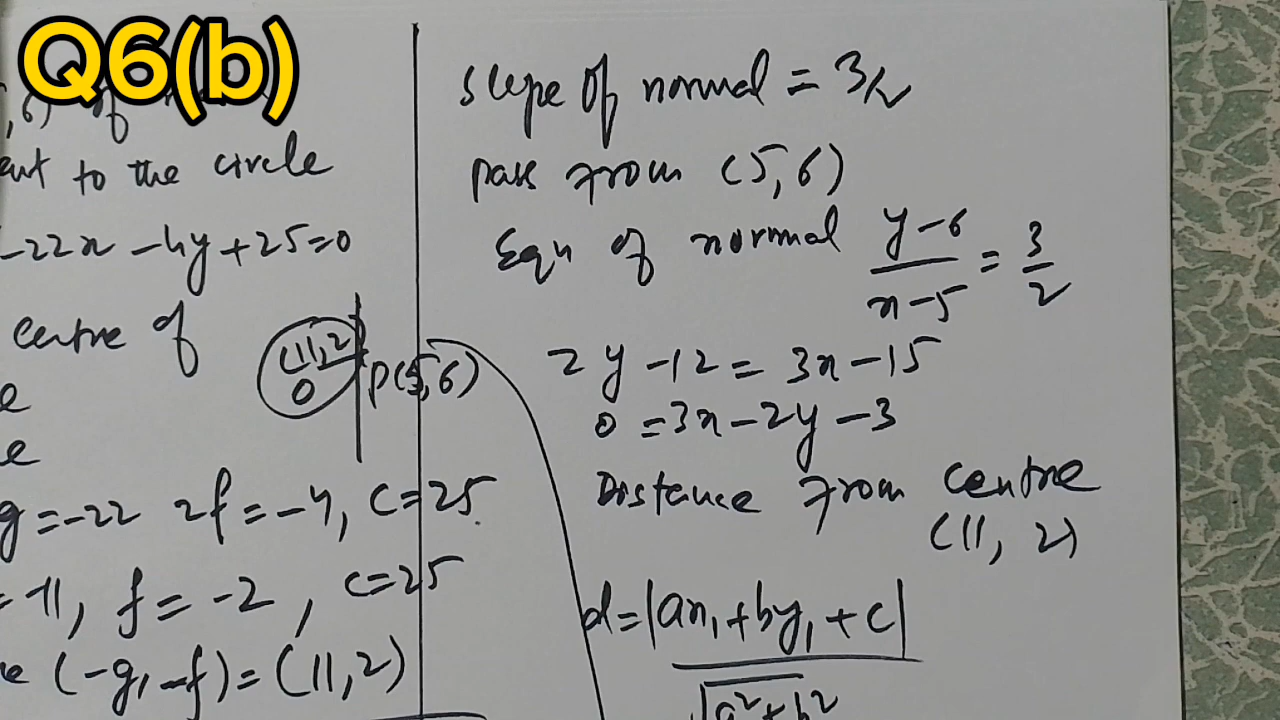 Q6(b)
,6) of
ent to the circle
-22x -4y+25=0
centre of
e
e
(11,2)
O
P(5,6)
g=-22 2f=-4, C=25.
=-11, f=-2, C=25
e (-g,-f)=(11,2)
slope of normal = 3/2
pass from (5,6)
Eqn of normal y-6/x-5 = 3/2
2y-12=3x-15
0=3x-2y-3
Distance from centre
(11, 2)
d=|ax₁+by₁+c|
√a²+b²